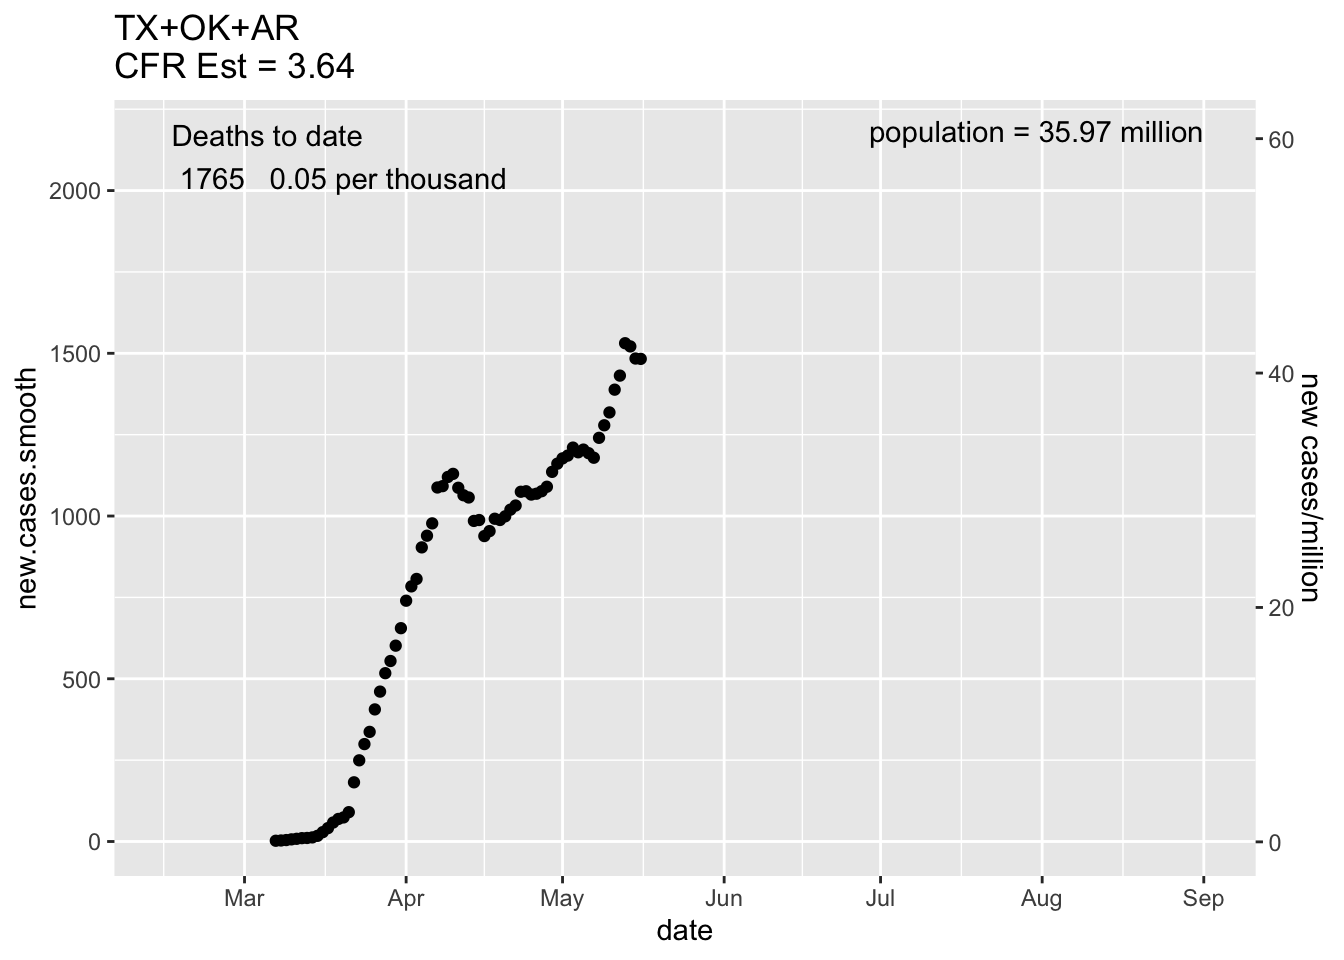 TX+OK+AR
CFR Est = 3.64
Deaths to date
1765 0.05 per thousand
population = 35.97 million
2000
1500
1000
500
0
new.cases.smooth
60
40
20
0
new cases/million
Mar Apr May Jun Jul Aug Sep
date